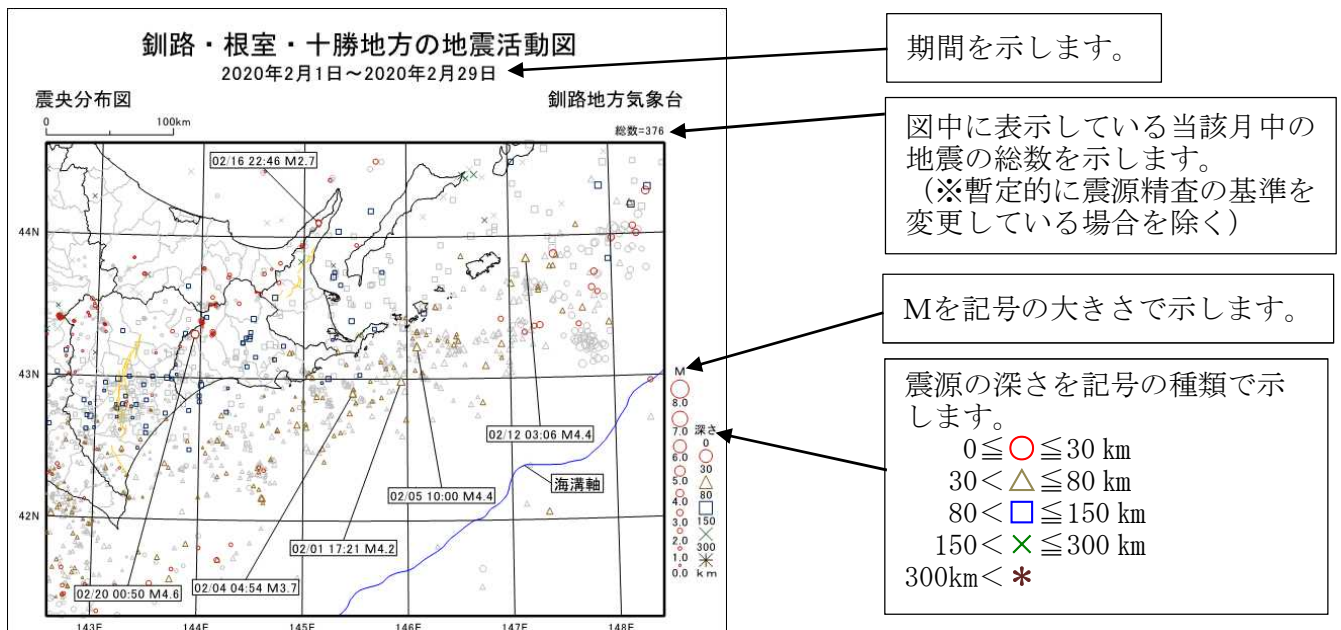 釧路・根室・十勝地方の地震活動図
2020年2月1日～2020年2月29日
震央分布図
釧路地方気象台
0
100km
総数=376
02/16 22:46 M2.7
44N
43N
42N
02/12 03:06 M4.4
02/05 10:00 M4.4
海溝軸
02/01 17:21 M4.2
02/04 04:54 M3.7
02/20 00:50 M4.6
143E
144E
145E
146E
147E
148E
M
8.0
7.0
6.0
5.0
4.0
3.0
2.0
1.0
0.0
深さ
0
30
80
150
300
km
期間を示します。
図中に表示している当該月中の
地震の総数を示します。
（※暫定的に震源精査の基準を
変更している場合を除く）
Mを記号の大きさで示します。
震源の深さを記号の種類で示
します。
0≦○≦30 km
30＜△≦80 km
80＜□≦150 km
150＜×≦300 km
300km＜＊